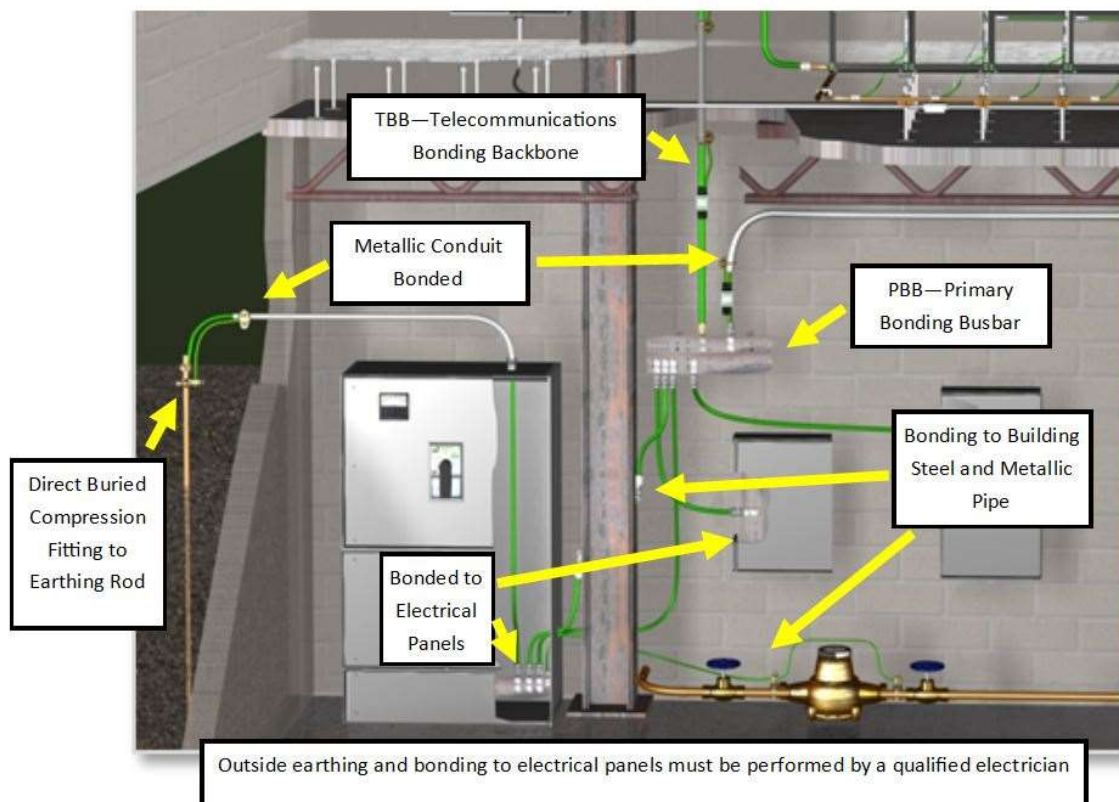 TBB—Telecommunications
Bonding Backbone
Metallic Conduit
Bonded
PBB—Primary
Bonding Busbar
Direct Buried
Compression
Fitting to
Earthing Rod
Bonded to
Electrical
Panels
Bonding to Building
Steel and Metallic
Pipe
Outside earthing and bonding to electrical panels must be performed by a qualified electrician